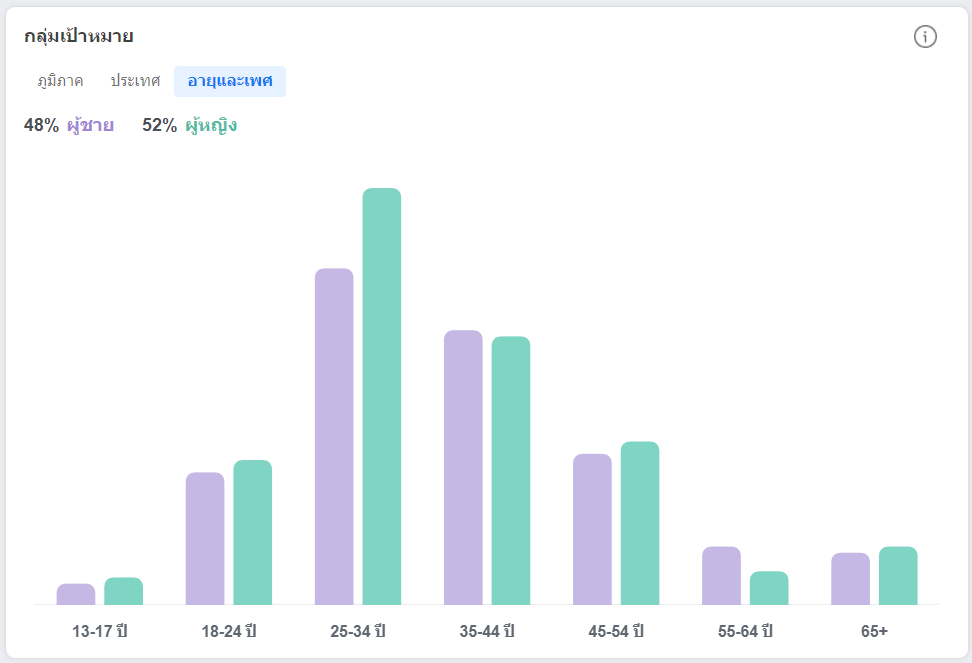 กลุ่มเป้าหมาย
ภูมิภาค ประเทศ อายุและเพศ
48% ผู้ชาย 52% ผู้หญิง
13-17 ปี 18-24 ปี 25-34 ปี 35-44 ปี 45-54 ปี 55-64 ปี 65+